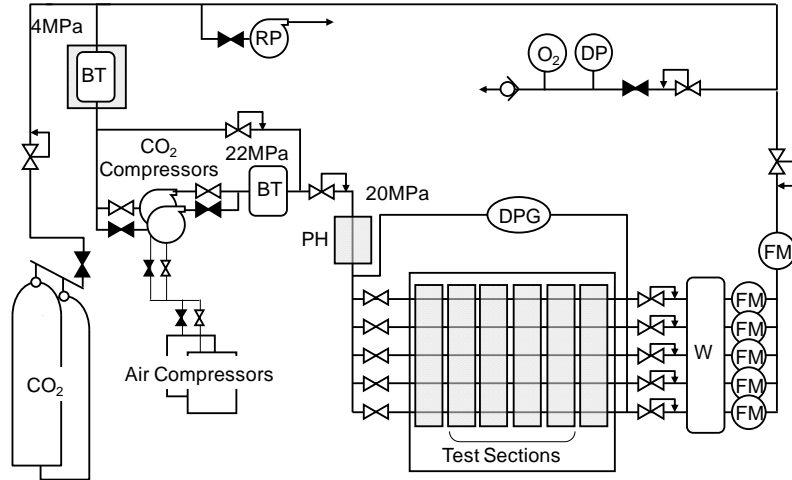 4MPa
RP
BT
O2
DP
CO2
Compressors
22MPa
BT
20MPa
DPG
PH
FM
FM
FM
FM
FM
FM
W
CO2
Air Compressors
Test Sections